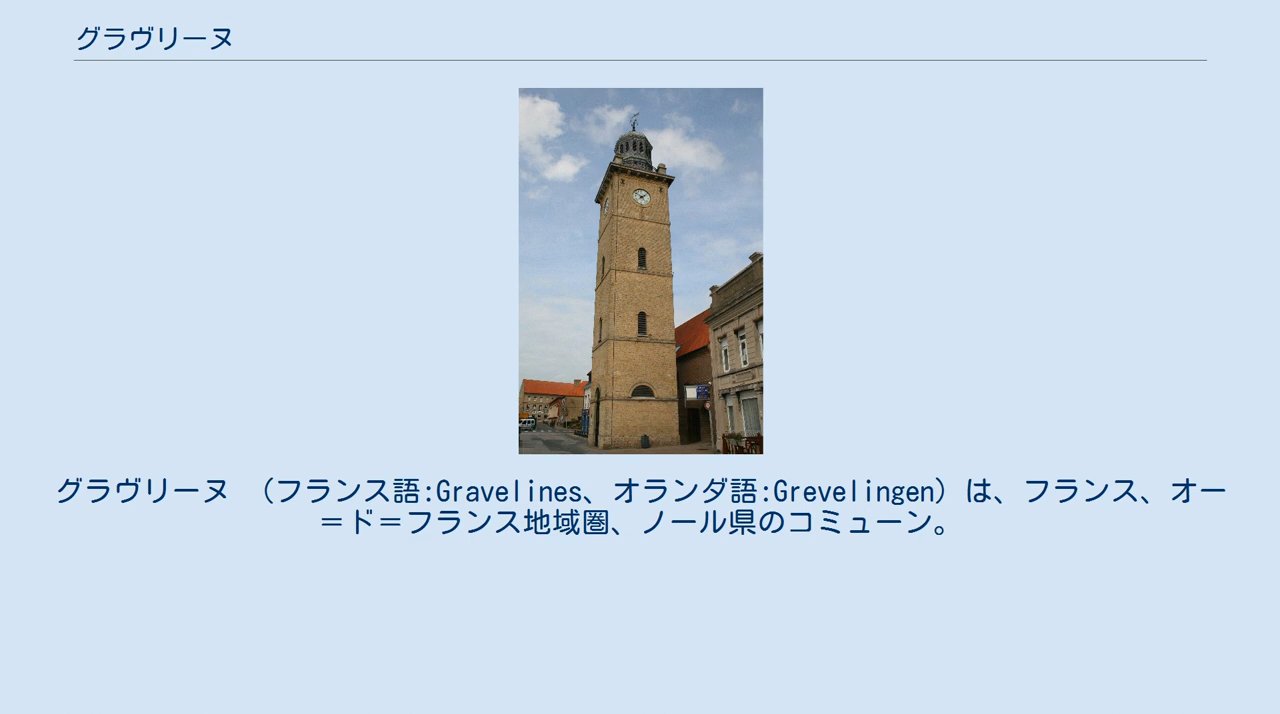 グラヴリーヌ
グラヴリーヌ （フランス語:Gravelines、オランダ語:Grevelingen）は、フランス、オー
＝ド＝フランス地域圏、ノール県のコミューン。